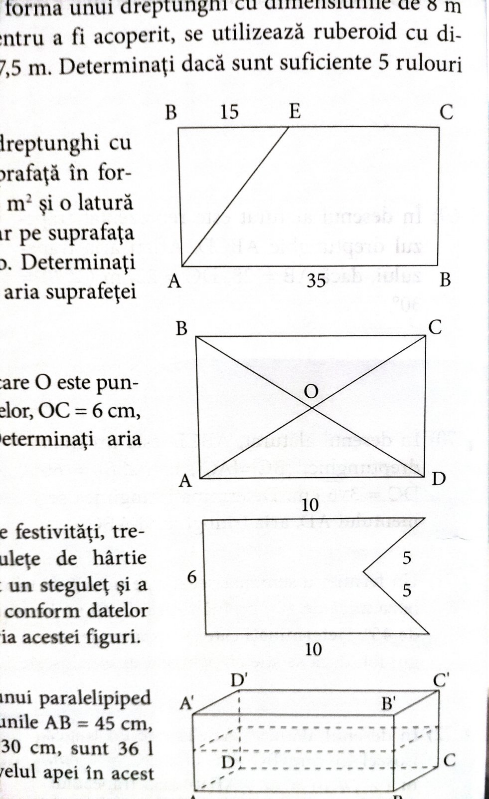 forma unui dreptunghi cu dimensiunile de 8 m
entru a fi acoperit, se utilizează ruberoid cu di-
7,5 m. Determinați dacă sunt suficiente 5 rulouri
B 15 E C
dreptunghi cu
prafață în for-
m² și o latură
ar pe suprafața
o. Determinați
aria suprafeței
A 35 B
B C
care O este pun-
elor, OC = 6 cm,
Determinați aria
O
A D
10
e festivități, tre-
ulețe de hârtie
un steguleț și a
conform datelor
ia acestei figuri.
6
5
5
10
unui paralelipiped
unile AB = 45 cm,
30 cm, sunt 36 l
velul apei în acest
D' C'
A' B'
D C